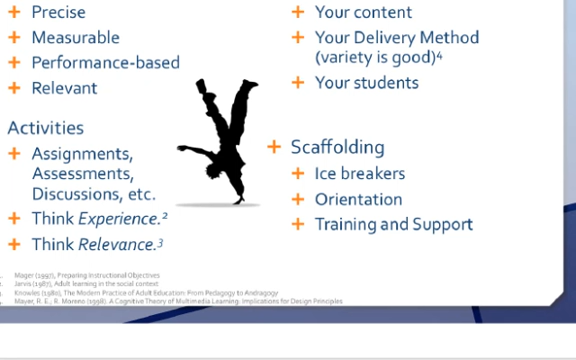 Precise
Measurable
Performance-based
Relevant
Activities
Assignments,
Assessments,
Discussions, etc.
Think Experience.²
Think Relevance.³
Your content
Your Delivery Method
(variety is good)⁴
Your students
Scaffolding
Ice breakers
Orientation
Training and Support
Mager (1997), Preparing Instructional Objectives
Jarvis (1987), Adult learning in the social context
Knowles (1980), The Modern Practice of Adult Education: From Pedagogy to Andragogy
Mayer, R. E., R. Moreno (1998). A Cognitive Theory of Multimedia Learning: Implications for Design Principles